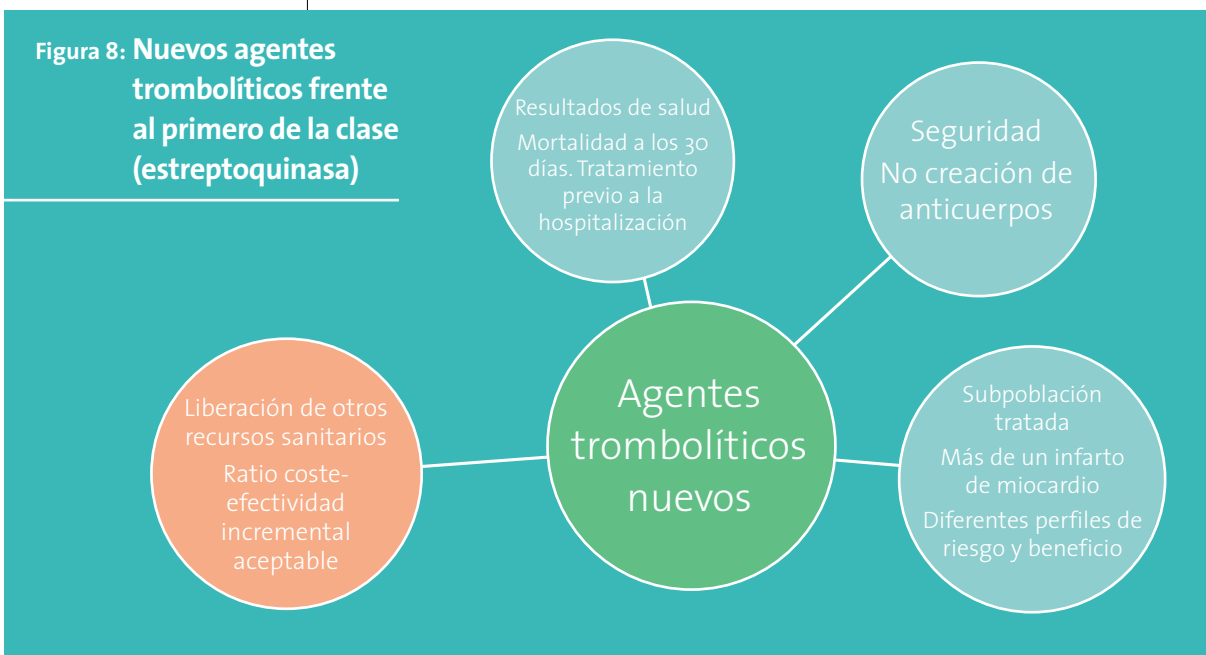 Figura 8: Nuevos agentes
trombolíticos frente
al primero de la clase
(estreptoquinasa)
Resultados de salud
Mortalidad a los 30
días. Tratamiento
previo a la
hospitalización
Seguridad
No creación de
anticuerpos
Liberación de otros
recursos sanitarios
Ratio coste-
efectividad
incremental
aceptable
Agentes
trombolíticos
nuevos
Subpoblación
tratada
Más de un infarto
de miocardio
Diferentes perfiles de
riesgo y beneficio